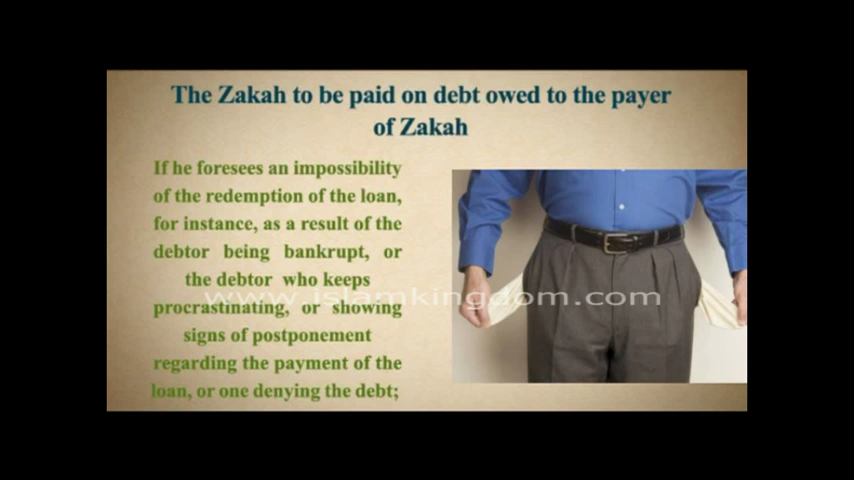 The Zakah to be paid on debt owed to the payer
of Zakah
If he foresees an impossibility
of the redemption of the loan,
for instance, as a result of the
debtor being bankrupt, or
the debtor who keeps
procrastinating, or showing
signs of postponement
regarding the payment of the
loan, or one denying the debt;
www.islamkingdom.com